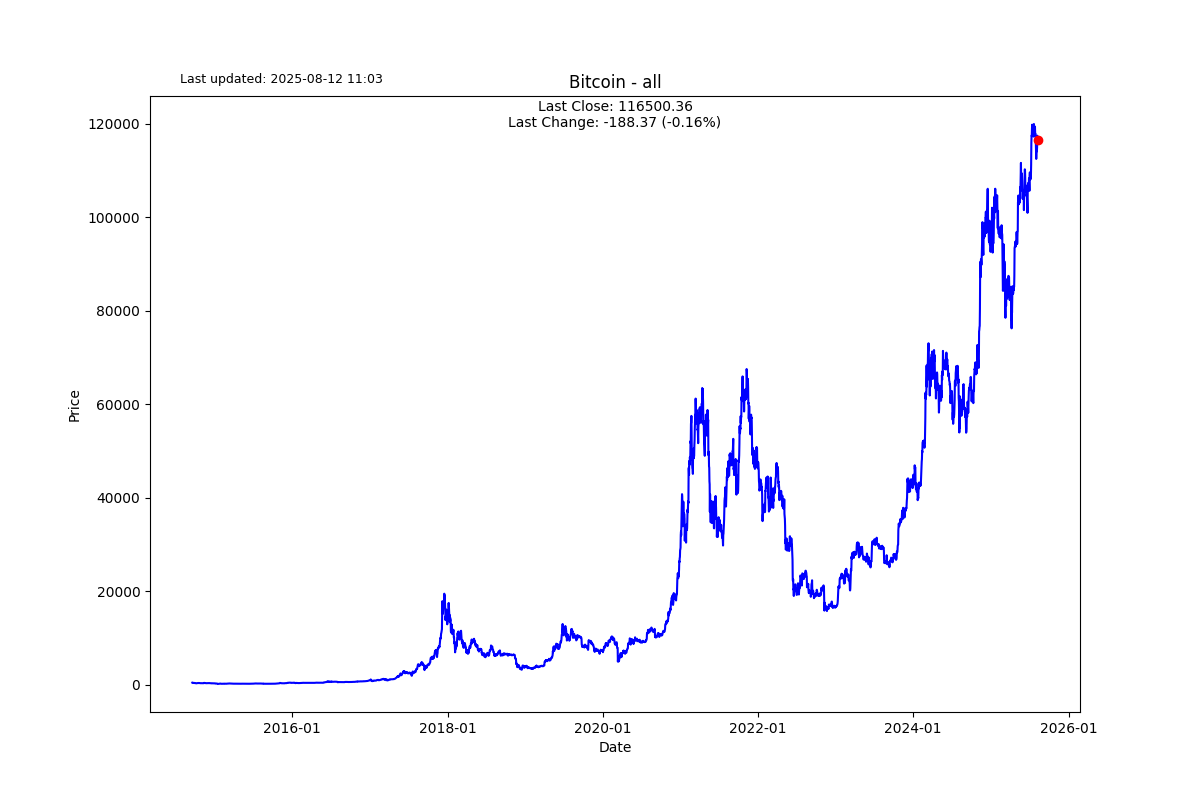 Last updated: 2025-08-12 11:03
Bitcoin - all
Last Close: 116500.36
Last Change: -188.37 (-0.16%)
120000
100000
80000
60000
40000
20000
0
Price
2016-01
2018-01
2020-01
2022-01
2024-01
2026-01
Date